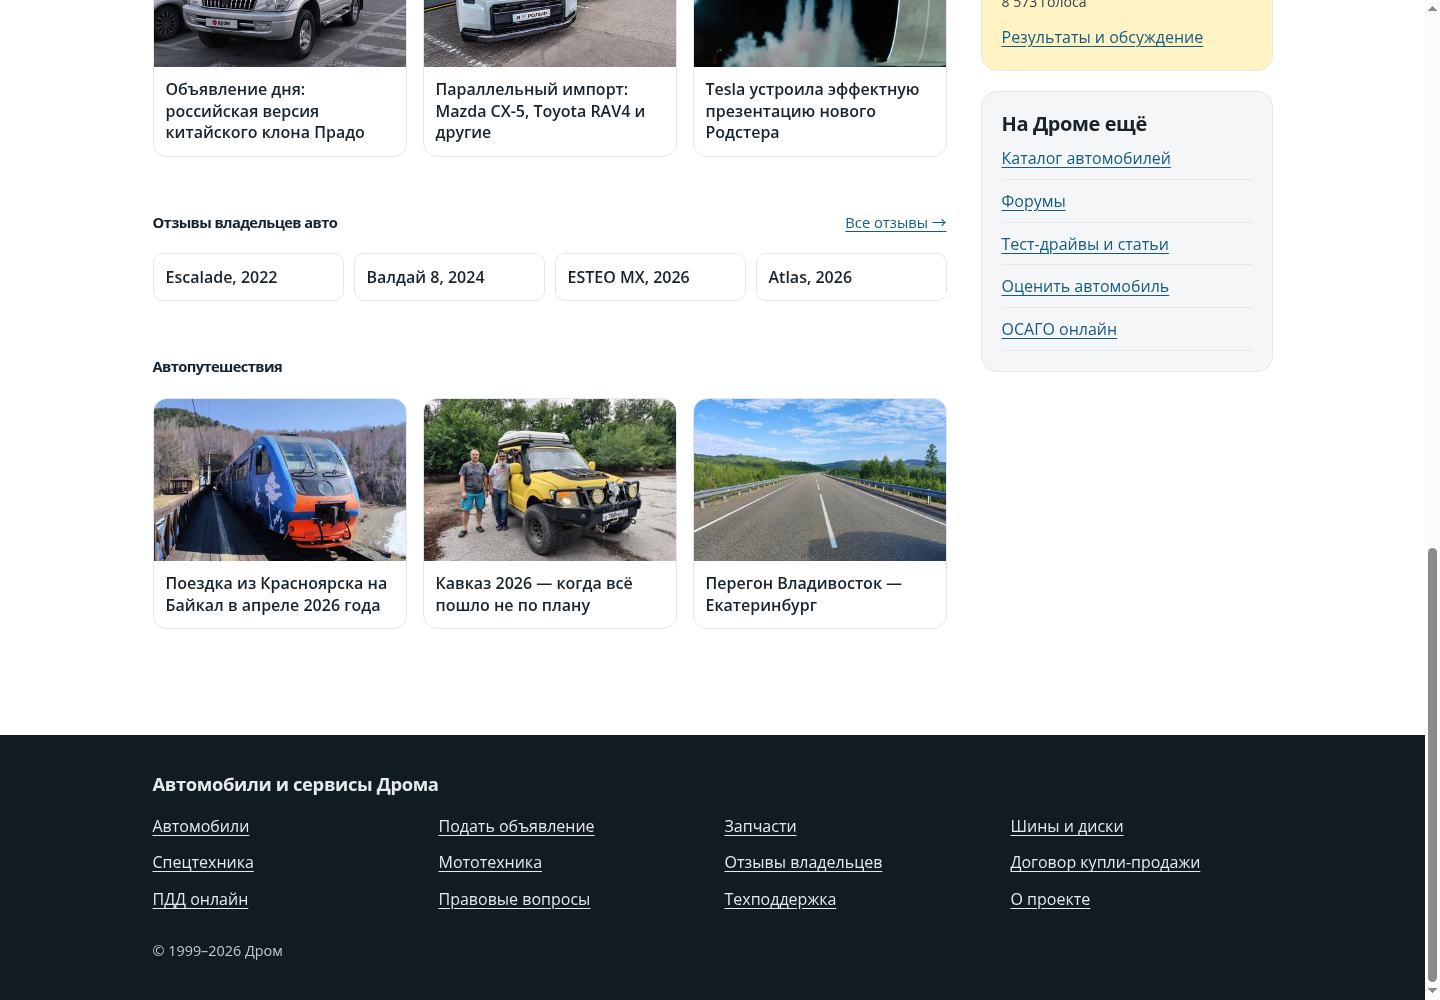 8 573 голоса
Результаты и обсуждение
Объявление дня:
российская версия
китайского клона Прадо
Параллельный импорт:
Mazda CX-5, Toyota RAV4 и
другие
Tesla устроила эффектную
презентацию нового
Родстера
На Дроме ещё
Каталог автомобилей
Форумы
Тест-драйвы и статьи
Оценить автомобиль
ОСАГО онлайн
Отзывы владельцев авто
Все отзывы →
Escalade, 2022
Валдай 8, 2024
ESTEO MX, 2026
Atlas, 2026
Автопутешествия
Поездка из Красноярска на
Байкал в апреле 2026 года
Кавказ 2026 — когда всё
пошло не по плану
Перегон Владивосток —
Екатеринбург
Автомобили и сервисы Дрома
Автомобили
Подать объявление
Запчасти
Шины и диски
Спецтехника
Мототехника
Отзывы владельцев
Договор купли-продажи
ПДД онлайн
Правовые вопросы
Техподдержка
О проекте
© 1999–2026 Дром